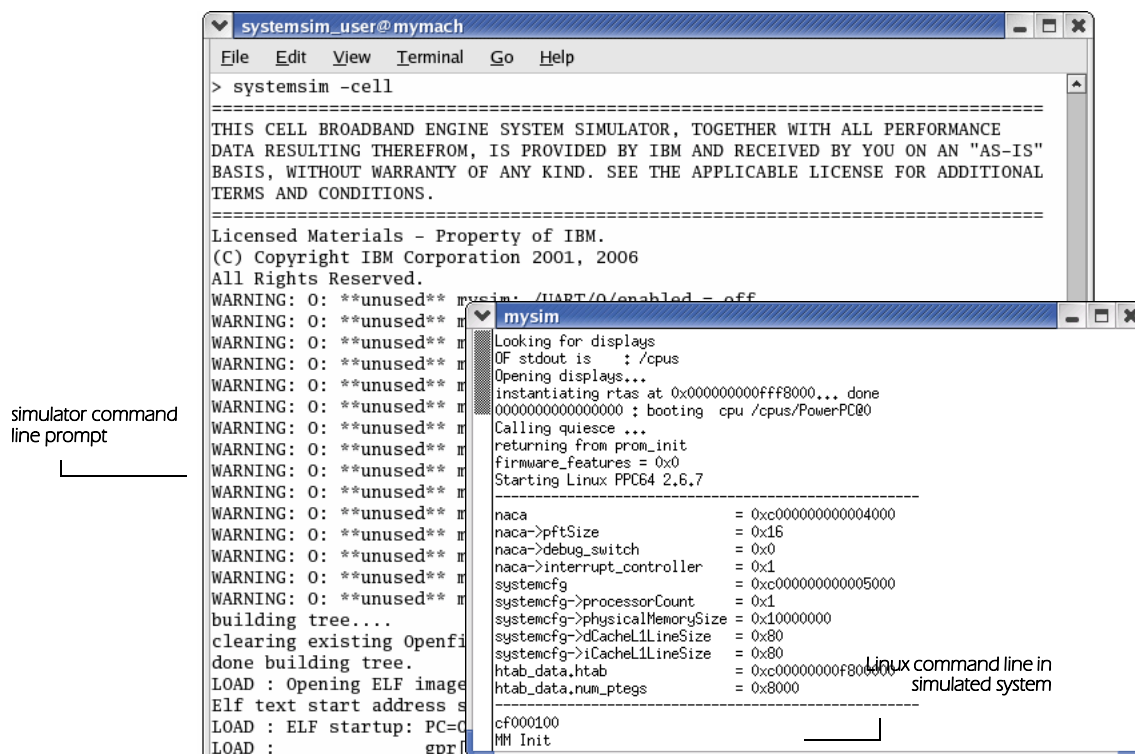 systemsim_user@mymach
File Edit View Terminal Go Help
> systemsim -cell
==============================================================================
THIS CELL BROADBAND ENGINE SYSTEM SIMULATOR, TOGETHER WITH ALL PERFORMANCE
DATA RESULTING THEREFROM, IS PROVIDED BY IBM AND RECEIVED BY YOU ON AN "AS-IS"
BASIS, WITHOUT WARRANTY OF ANY KIND. SEE THE APPLICABLE LICENSE FOR ADDITIONAL
TERMS AND CONDITIONS.
==============================================================================
Licensed Materials - Property of IBM.
(C) Copyright IBM Corporation 2001, 2006
All Rights Reserved.
WARNING: 0: **unused** mysim: /UART/0/enabled = off
WARNING: 0: **unused** m
WARNING: 0: **unused** m
WARNING: 0: **unused** m
WARNING: 0: **unused** m
WARNING: 0: **unused** m
WARNING: 0: **unused** m
WARNING: 0: **unused** m
WARNING: 0: **unused** m
WARNING: 0: **unused** m
WARNING: 0: **unused** m
WARNING: 0: **unused** m
WARNING: 0: **unused** m
WARNING: 0: **unused** m
WARNING: 0: **unused** m
building tree....
clearing existing Openfi
done building tree.
LOAD : Opening ELF image
Elf text start address s
LOAD : ELF startup: PC=0
LOAD : gpr[
simulator command
line prompt
mysim
Looking for displays
OF stdout is : /cpus
Opening displays...
instantiating rtas at 0x000000000fff8000... done
0000000000000000 : booting cpu /cpus/PowerPC@0
Calling quiesce ...
returning from prom_init
firmware_features = 0x0
Starting Linux PPC64 2.6.7
-----------------------------------------------------
naca = 0xc000000000004000
naca->pftSize = 0x16
naca->debug_switch = 0x0
naca->interrupt_controller = 0x1
systemcfg = 0xc000000000005000
systemcfg->processorCount = 0x1
systemcfg->physicalMemorySize = 0x10000000
systemcfg->dCacheL1LineSize = 0x80
systemcfg->iCacheL1LineSize = 0x80
htab_data.htab = 0xc00000000f800000
htab_data.num_ptegs = 0x8000
-----------------------------------------------------
cf000100
MM Init
Linux command line in
simulated system